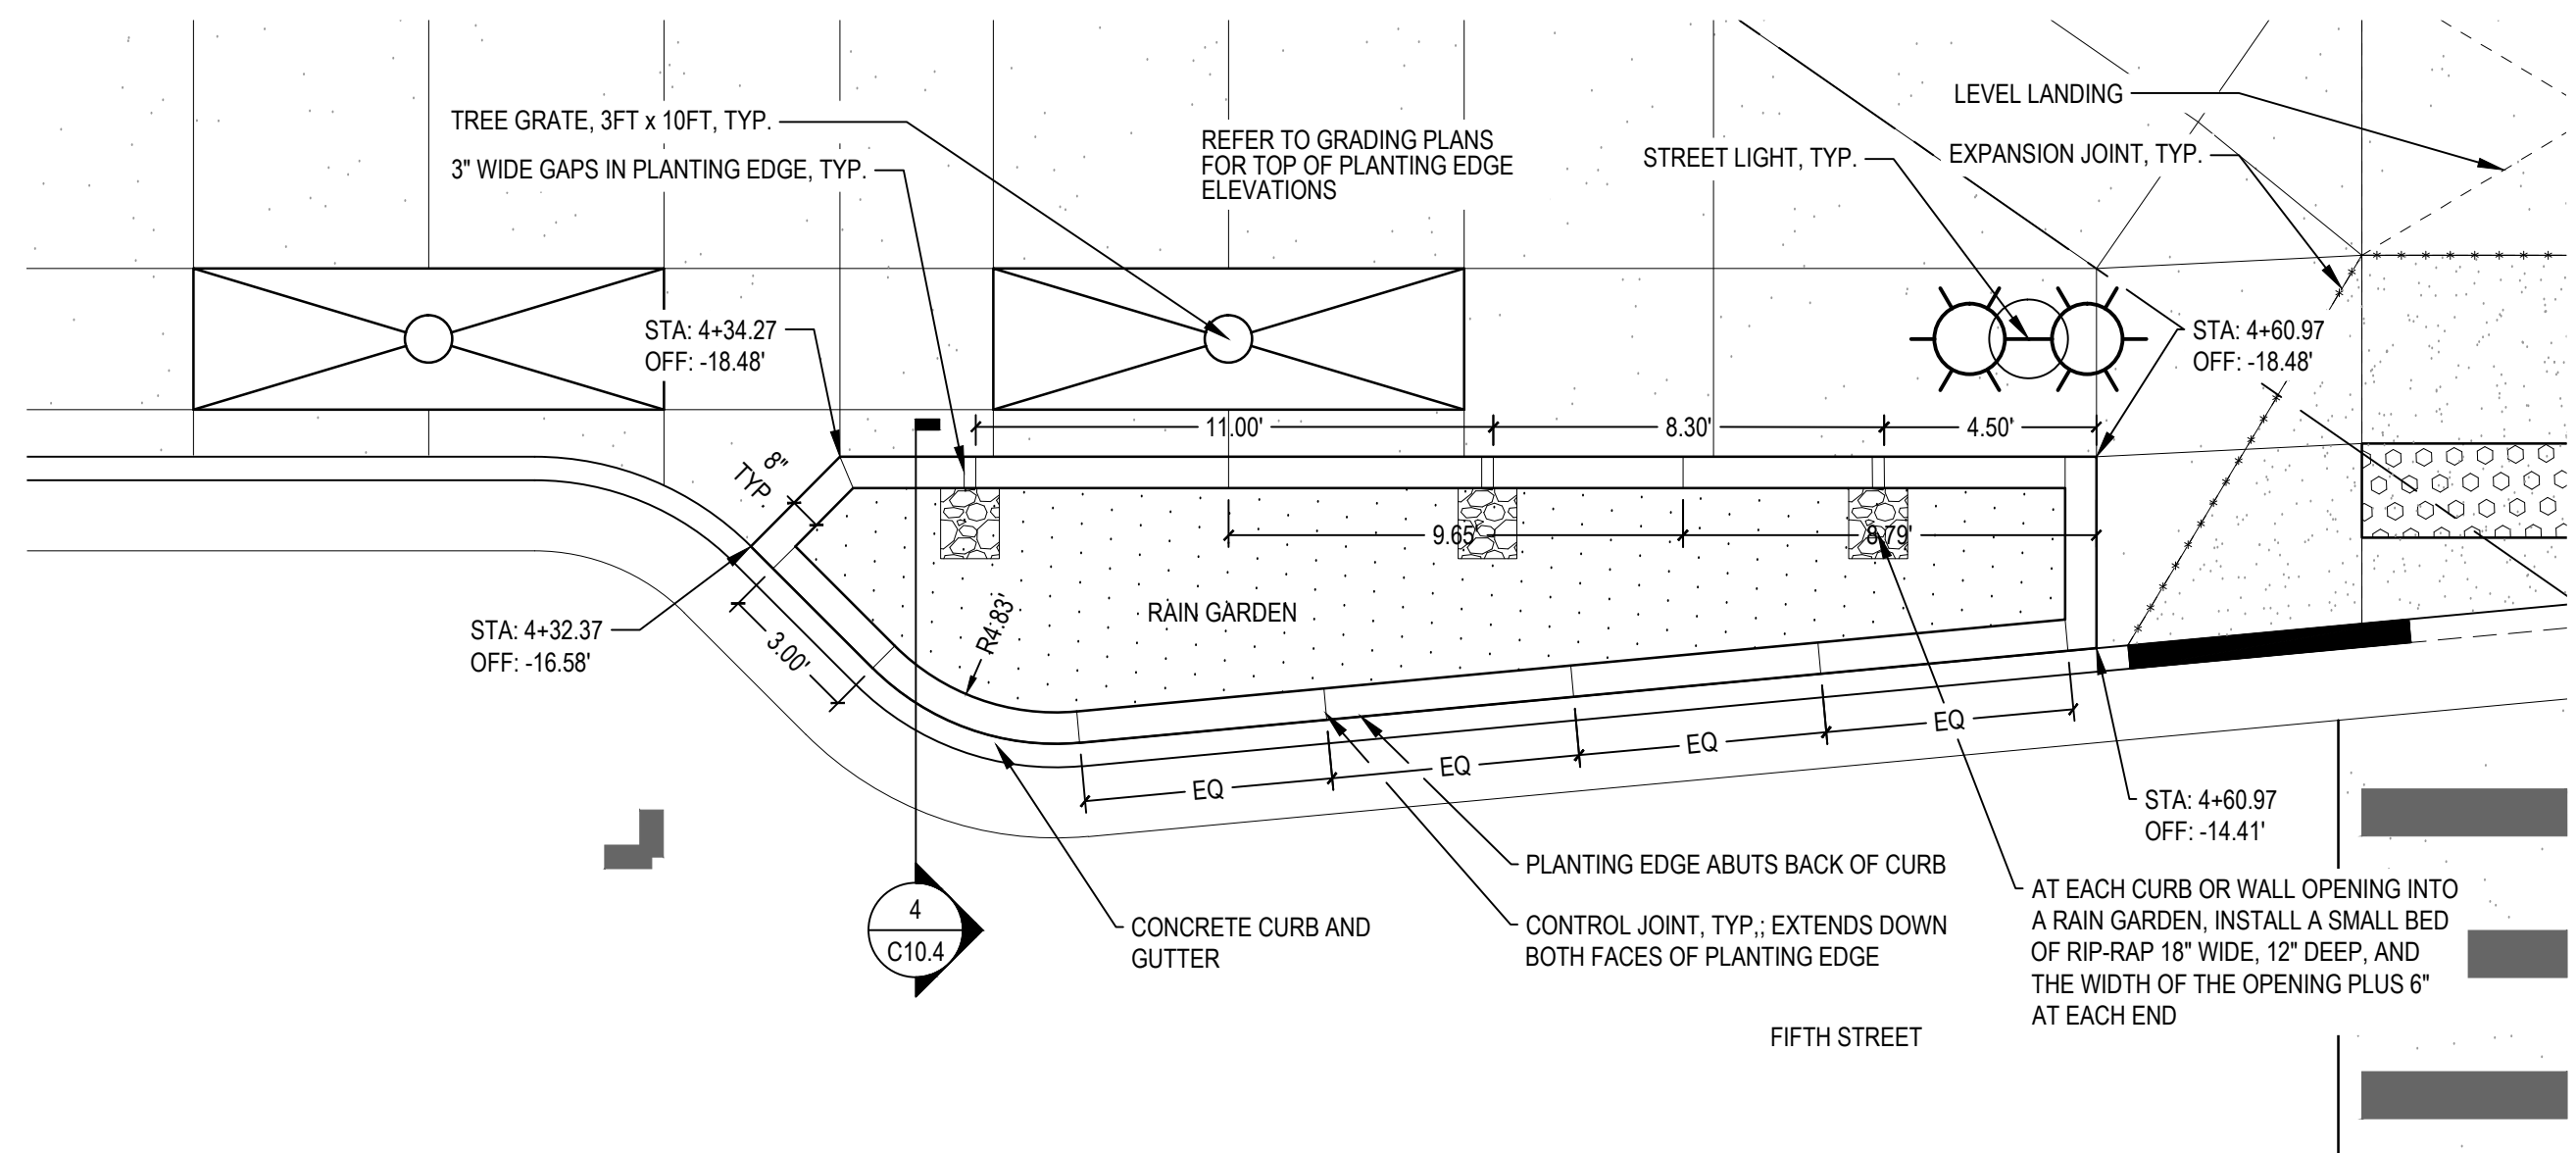 TREE GRATE, 3FT x 10FT, TYP.
3" WIDE GAPS IN PLANTING EDGE, TYP.
REFER TO GRADING PLANS
FOR TOP OF PLANTING EDGE
ELEVATIONS
LEVEL LANDING
STREET LIGHT, TYP.
EXPANSION JOINT, TYP.
STA: 4+34.27
OFF: -18.48'
STA: 4+60.97
OFF: -18.48'
11.00'
8.30'
4.50'
8"
TYP.
9.65'
8.79'
RAIN GARDEN
R4.83'
STA: 4+32.37
OFF: -16.58'
3.00'
EQ
EQ
EQ
EQ
STA: 4+60.97
OFF: -14.41'
PLANTING EDGE ABUTS BACK OF CURB
CONTROL JOINT, TYP,; EXTENDS DOWN
BOTH FACES OF PLANTING EDGE
CONCRETE CURB AND
GUTTER
4
C10.4
AT EACH CURB OR WALL OPENING INTO
A RAIN GARDEN, INSTALL A SMALL BED
OF RIP-RAP 18" WIDE, 12" DEEP, AND
THE WIDTH OF THE OPENING PLUS 6"
AT EACH END
FIFTH STREET